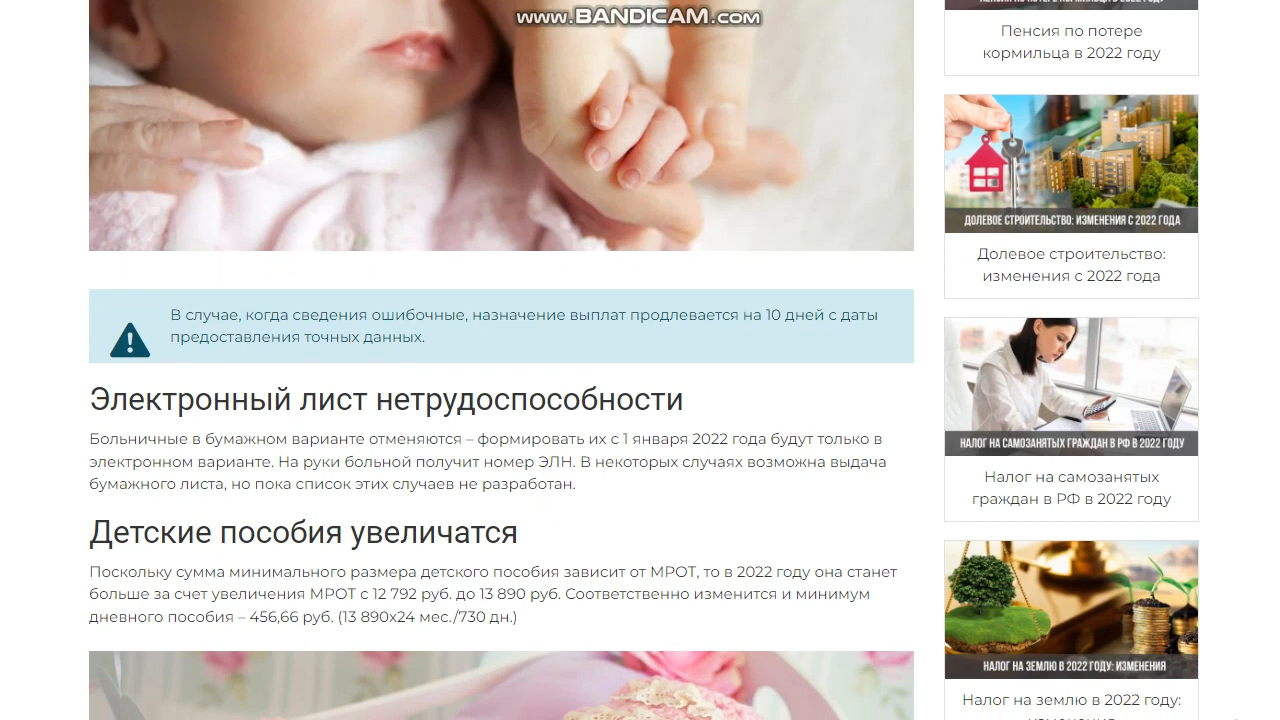 www.BANDICAM.com
В случае, когда сведения ошибочные, назначение выплат продлевается на 10 дней с даты
предоставления точных данных.
Электронный лист нетрудоспособности
Больничные в бумажном варианте отменяются – формировать их с 1 января 2022 года будут только в
электронном варианте. На руки больной получит номер ЭЛН. В некоторых случаях возможна выдача
бумажного листа, но пока список этих случаев не разработан.
Детские пособия увеличатся
Поскольку сумма минимального размера детского пособия зависит от МРОТ, то в 2022 году она станет
больше за счет увеличения МРОТ с 12 792 руб. до 13 890 руб. Соответственно изменится и минимум
дневного пособия – 456,66 руб. (13 890х24 мес./730 дн.)
Пенсия по потере
кормильца в 2022 году
ДОЛЕВОЕ СТРОИТЕЛЬСТВО: ИЗМЕНЕНИЯ С 2022 ГОДА
Долевое строительство:
изменения с 2022 года
НАЛОГ НА САМОЗАНЯТЫХ ГРАЖДАН В РФ В 2022 ГОДУ
Налог на самозанятых
граждан в РФ в 2022 году
НАЛОГ НА ЗЕМЛЮ В 2022 ГОДУ: ИЗМЕНЕНИЯ
Налог на землю в 2022 году: